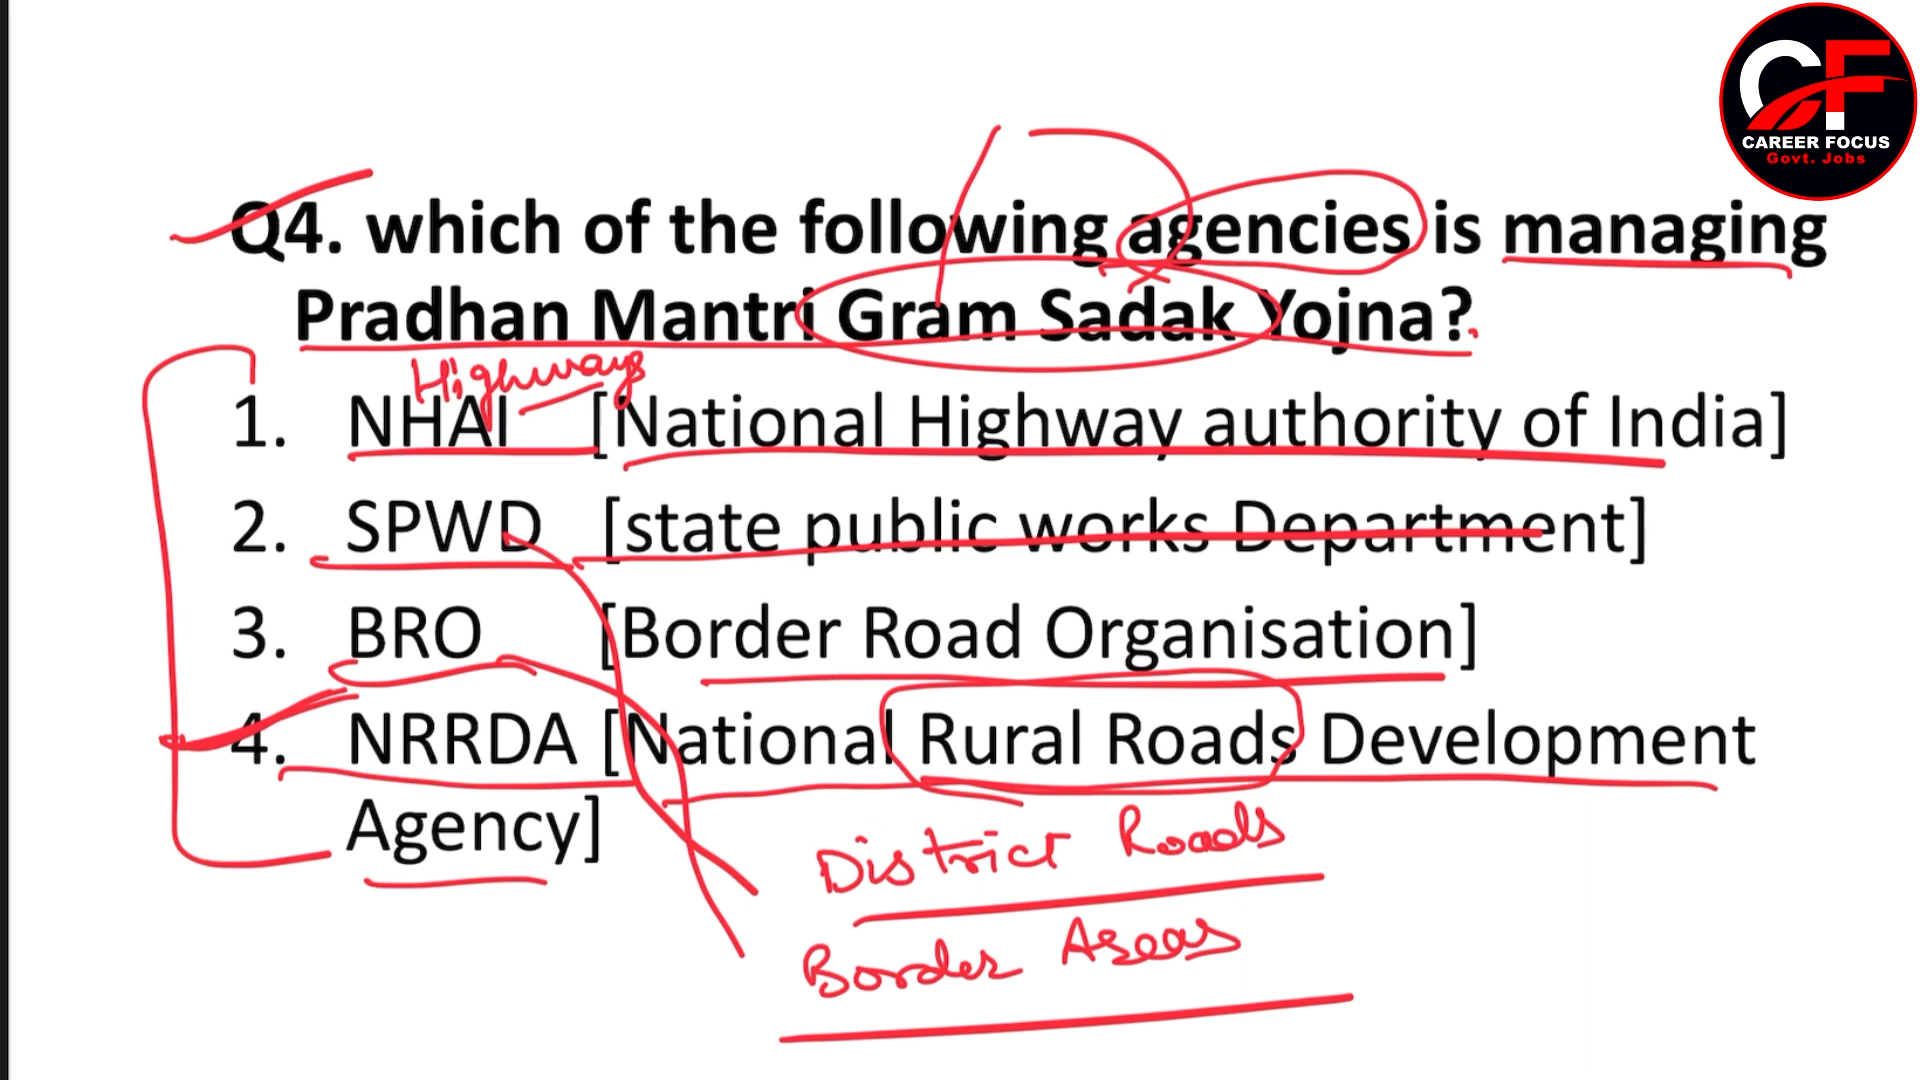 CF
CAREER FOCUS
Govt. Jobs
Q4. which of the following agencies is managing
Pradhan Mantri Gram Sadak Yojna?
Highways
1. NHAI [National Highway authority of India]
2. SPWD [state public works Department]
3. BRO [Border Road Organisation]
4. NRRDA [National Rural Roads Development
Agency]
District Roads
Border Areas